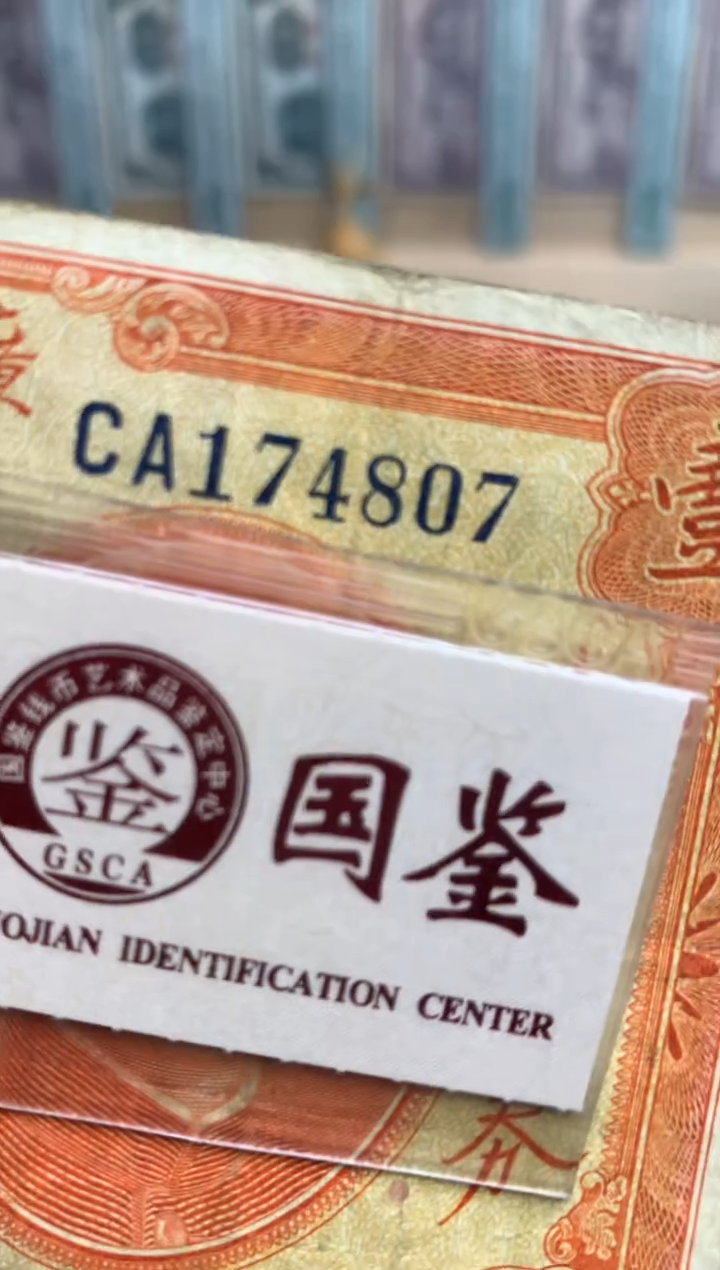 CA174807
壹
国鉴钱币艺术品鉴定中心
鉴
GSCA
国鉴
OJIAN IDENTIFICATION CENTER